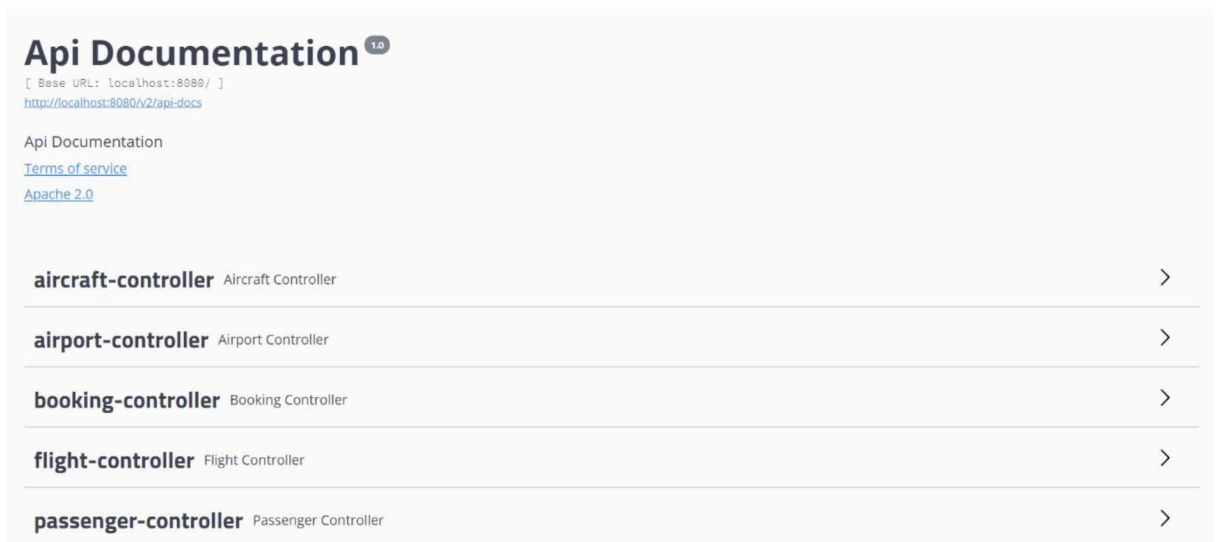 Api Documentation 1.0
[ Base URL: localhost:8080/ ]
http://localhost:8080/v2/api-docs
Api Documentation
Terms of service
Apache 2.0
aircraft-controller Aircraft Controller
airport-controller Airport Controller
booking-controller Booking Controller
flight-controller Flight Controller
passenger-controller Passenger Controller